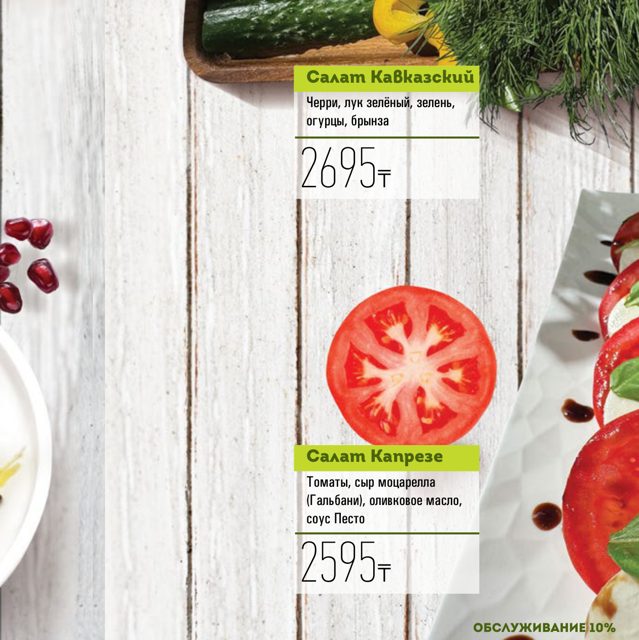 Салат Кавказский
Черри, лук зелёный, зелень,
огурцы, брынза
2695₸
Салат Капрезе
Томаты, сыр моцарелла
(Гальбани), оливковое масло,
соус Песто
2595₸
ОБСЛУЖИВАНИЕ 10%